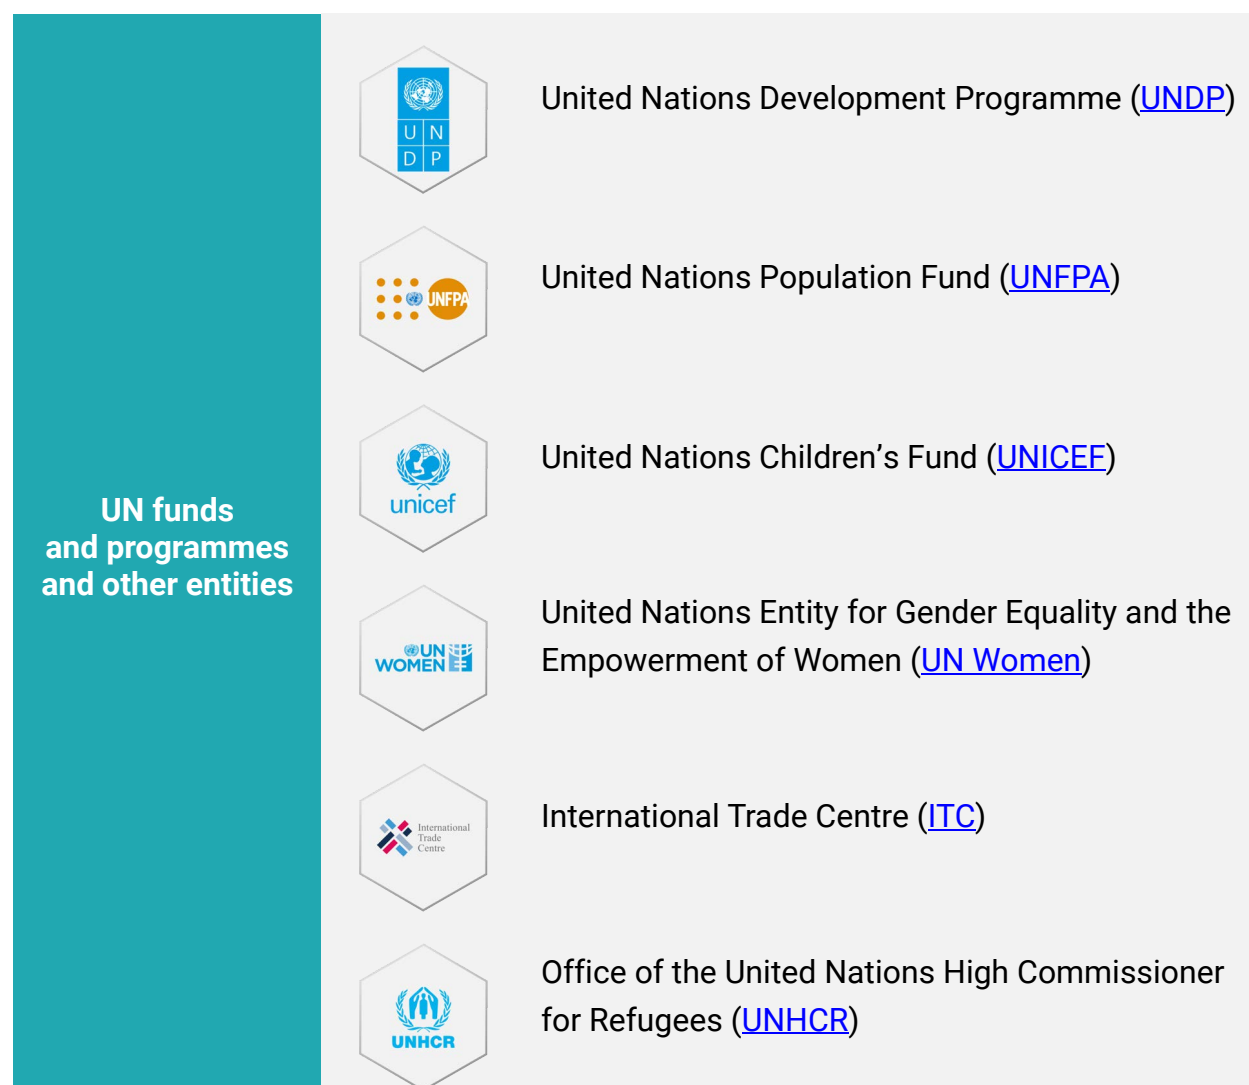 UN funds
and programmes
and other entities
U N
D P
United Nations Development Programme (UNDP)
UNFPA
United Nations Population Fund (UNFPA)
unicef
United Nations Children’s Fund (UNICEF)
UN
WOMEN
United Nations Entity for Gender Equality and the
Empowerment of Women (UN Women)
International
Trade
Centre
International Trade Centre (ITC)
UNHCR
Office of the United Nations High Commissioner
for Refugees (UNHCR)